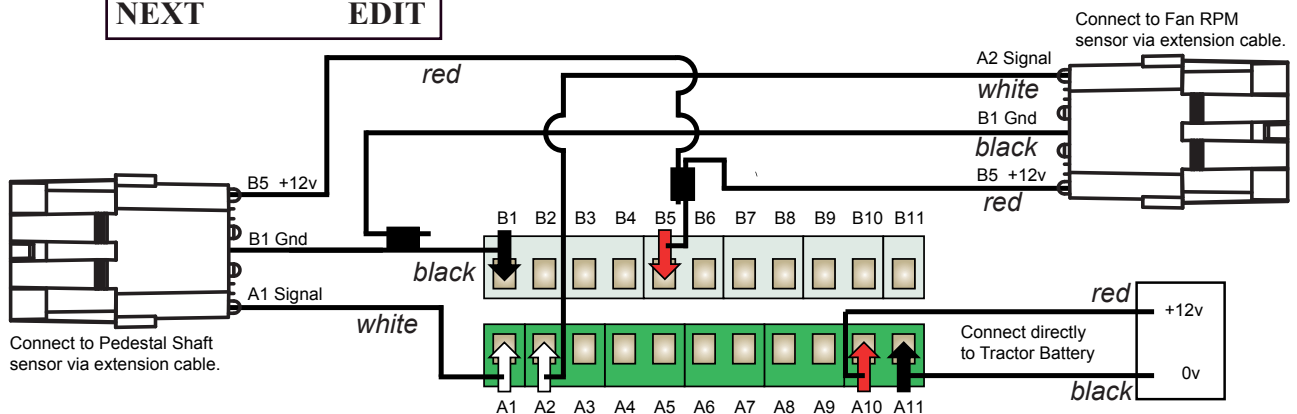 NEXT EDIT
Connect to Fan RPM
sensor via extension cable.
red
A2 Signal
white
B1 Gnd
black
B5 +12v
red
B5 +12v
B1 Gnd
black
A1 Signal
white
Connect to Pedestal Shaft
sensor via extension cable.
B1 B2 B3 B4 B5 B6 B7 B8 B9 B10 B11
red
+12v
Connect directly
to Tractor Battery
0v
black
A1 A2 A3 A4 A5 A6 A7 A8 A9 A10 A11